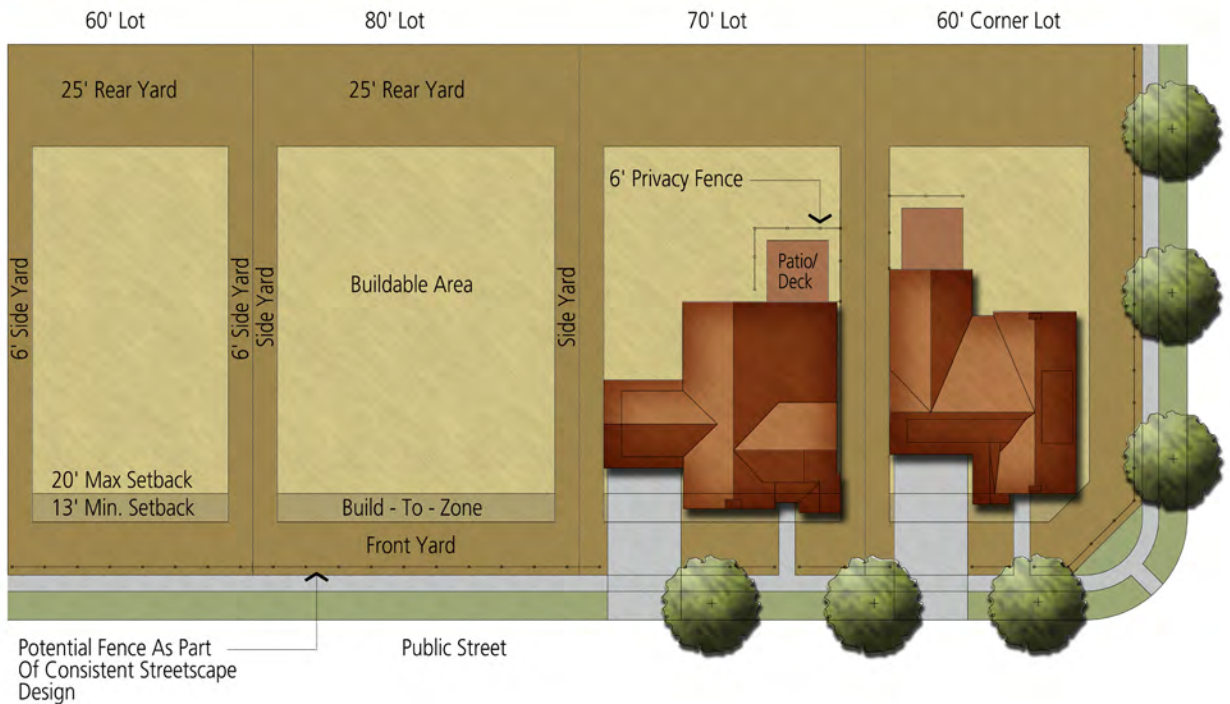 60' Lot
80' Lot
70' Lot
60' Corner Lot
25' Rear Yard
25' Rear Yard
6' Privacy Fence
Patio/
Deck
Buildable Area
6' Side Yard
6' Side Yard
Side Yard
Side Yard
20' Max Setback
13' Min. Setback
Build - To - Zone
Front Yard
Potential Fence As Part
Of Consistent Streetscape
Design
Public Street